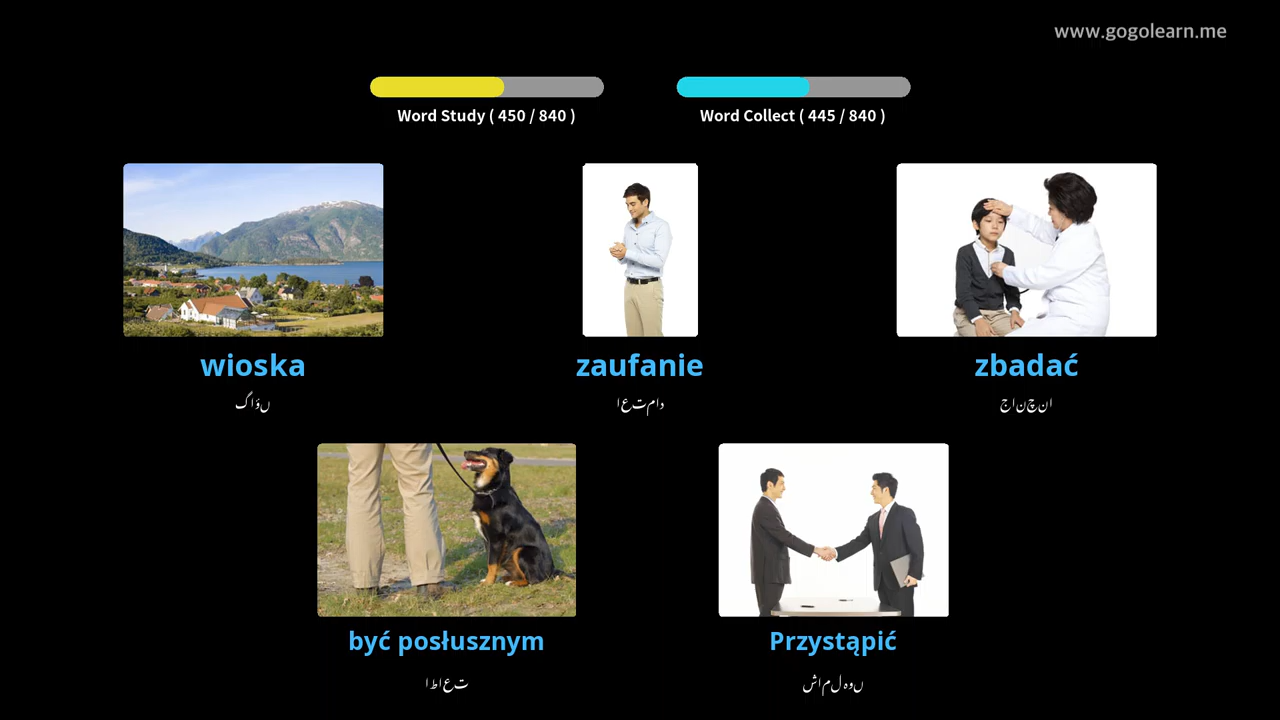 www.gogolearn.me
Word Study ( 450 / 840 )
Word Collect ( 445 / 840 )
wioska
گاؤں
zaufanie
اعتماد
zbadać
جانچنا
być posłusznym
اطاعت
Przystąpić
شامل ہوں